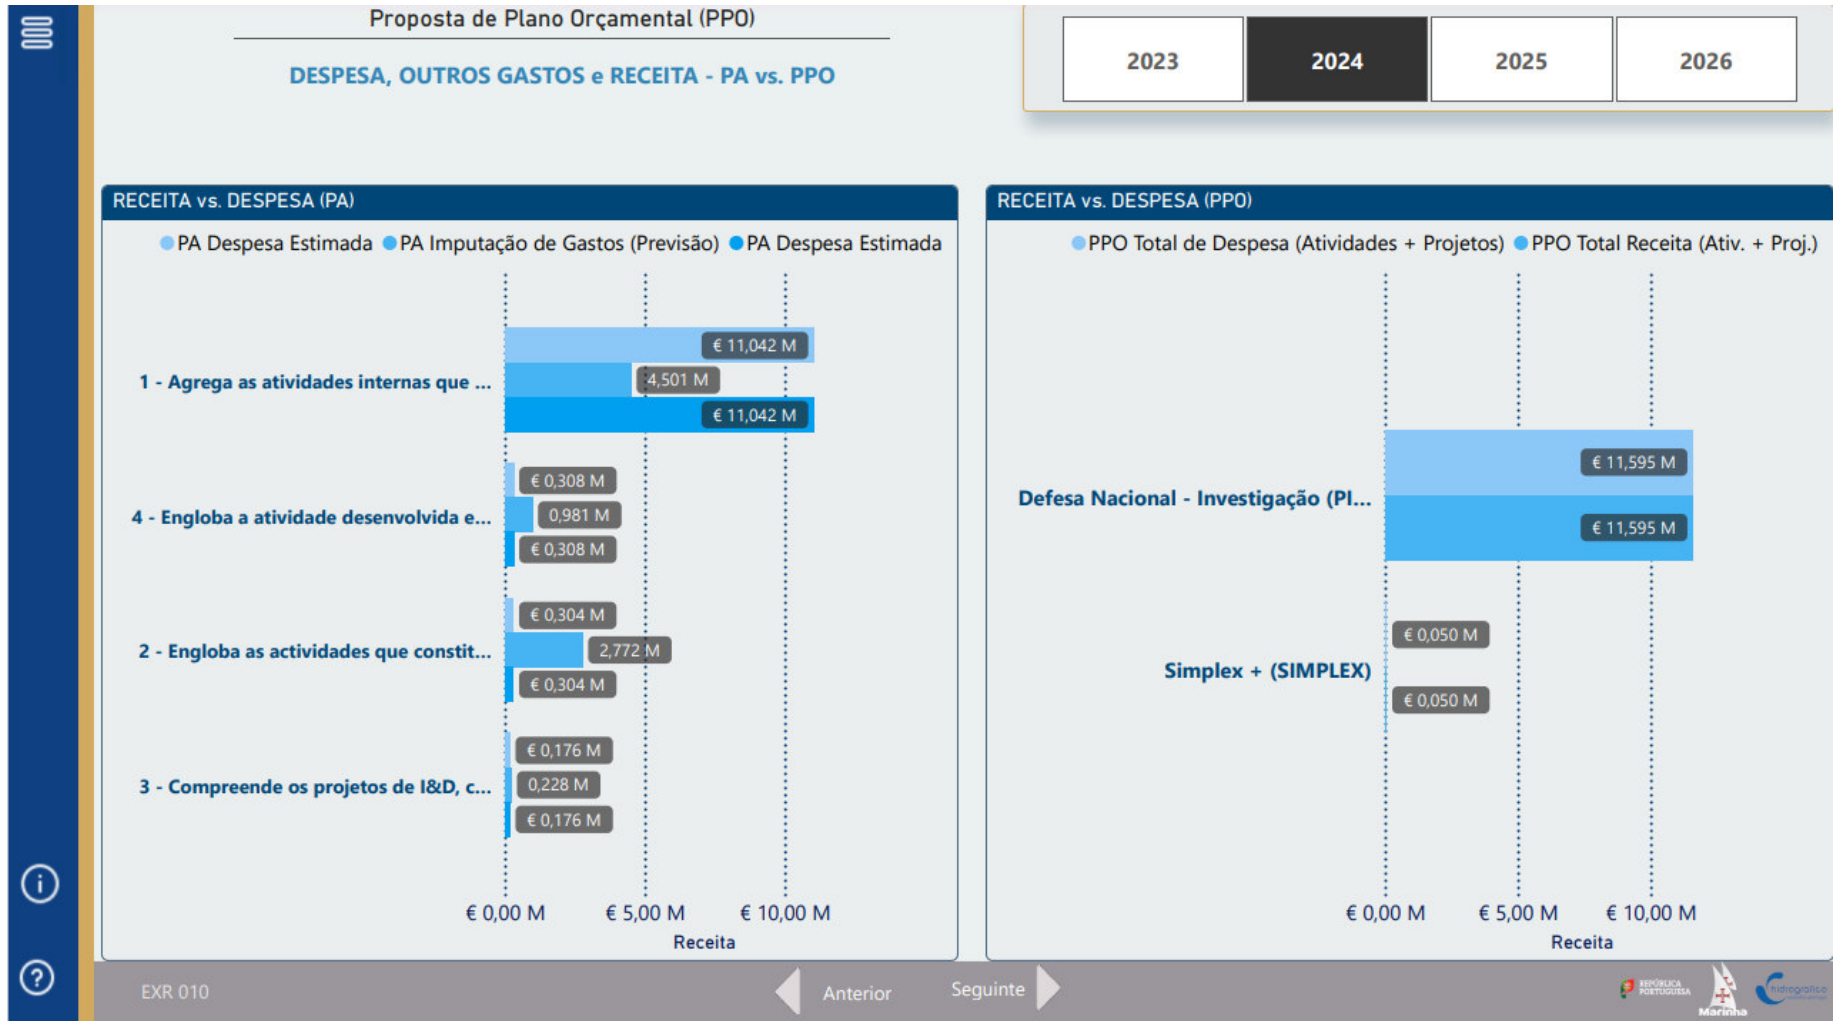 Proposta de Plano Orçamental (PPO)
DESPESA, OUTROS GASTOS e RECEITA - PA vs. PPO
2023
2024
2025
2026
RECEITA vs. DESPESA (PA)
PA Despesa Estimada PA Imputação de Gastos (Previsão) PA Despesa Estimada
1 - Agrega as atividades internas que ...
€ 11,042 M
4,501 M
€ 11,042 M
4 - Engloba a atividade desenvolvida e...
€ 0,308 M
0,981 M
€ 0,308 M
2 - Engloba as actividades que constit...
€ 0,304 M
2,772 M
€ 0,304 M
3 - Compreende os projetos de I&D, c...
€ 0,176 M
0,228 M
€ 0,176 M
€ 0,00 M
€ 5,00 M
€ 10,00 M
Receita
RECEITA vs. DESPESA (PPO)
PPO Total de Despesa (Atividades + Projetos) PPO Total Receita (Ativ. + Proj.)
Defesa Nacional - Investigação (PI...
€ 11,595 M
€ 11,595 M
Simplex + (SIMPLEX)
€ 0,050 M
€ 0,050 M
€ 0,00 M
€ 5,00 M
€ 10,00 M
Receita
EXR 010
Anterior
Seguinte
REPÚBLICA
PORTUGUESA
Marinha
hidrográfico